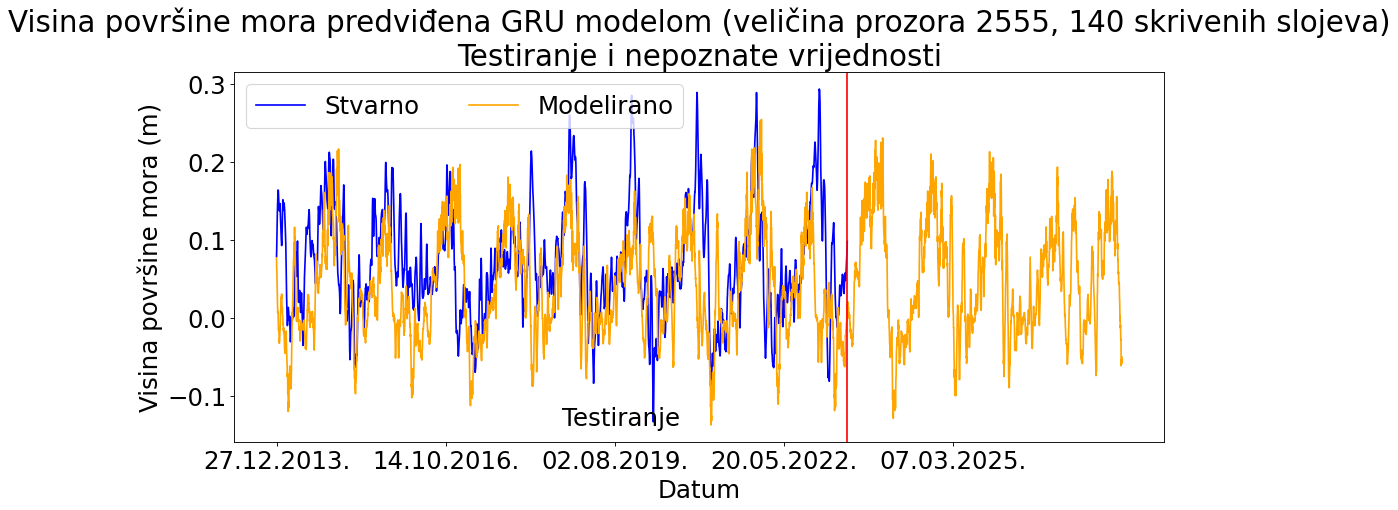 Visina površine mora predviđena GRU modelom (veličina prozora 2555, 140 skrivenih slojeva)
Testiranje i nepoznate vrijednosti
Stvarno
Modelirano
Visina površine mora (m)
0.3
0.2
0.1
0.0
−0.1
Testiranje
27.12.2013.
14.10.2016.
02.08.2019.
20.05.2022.
07.03.2025.
Datum